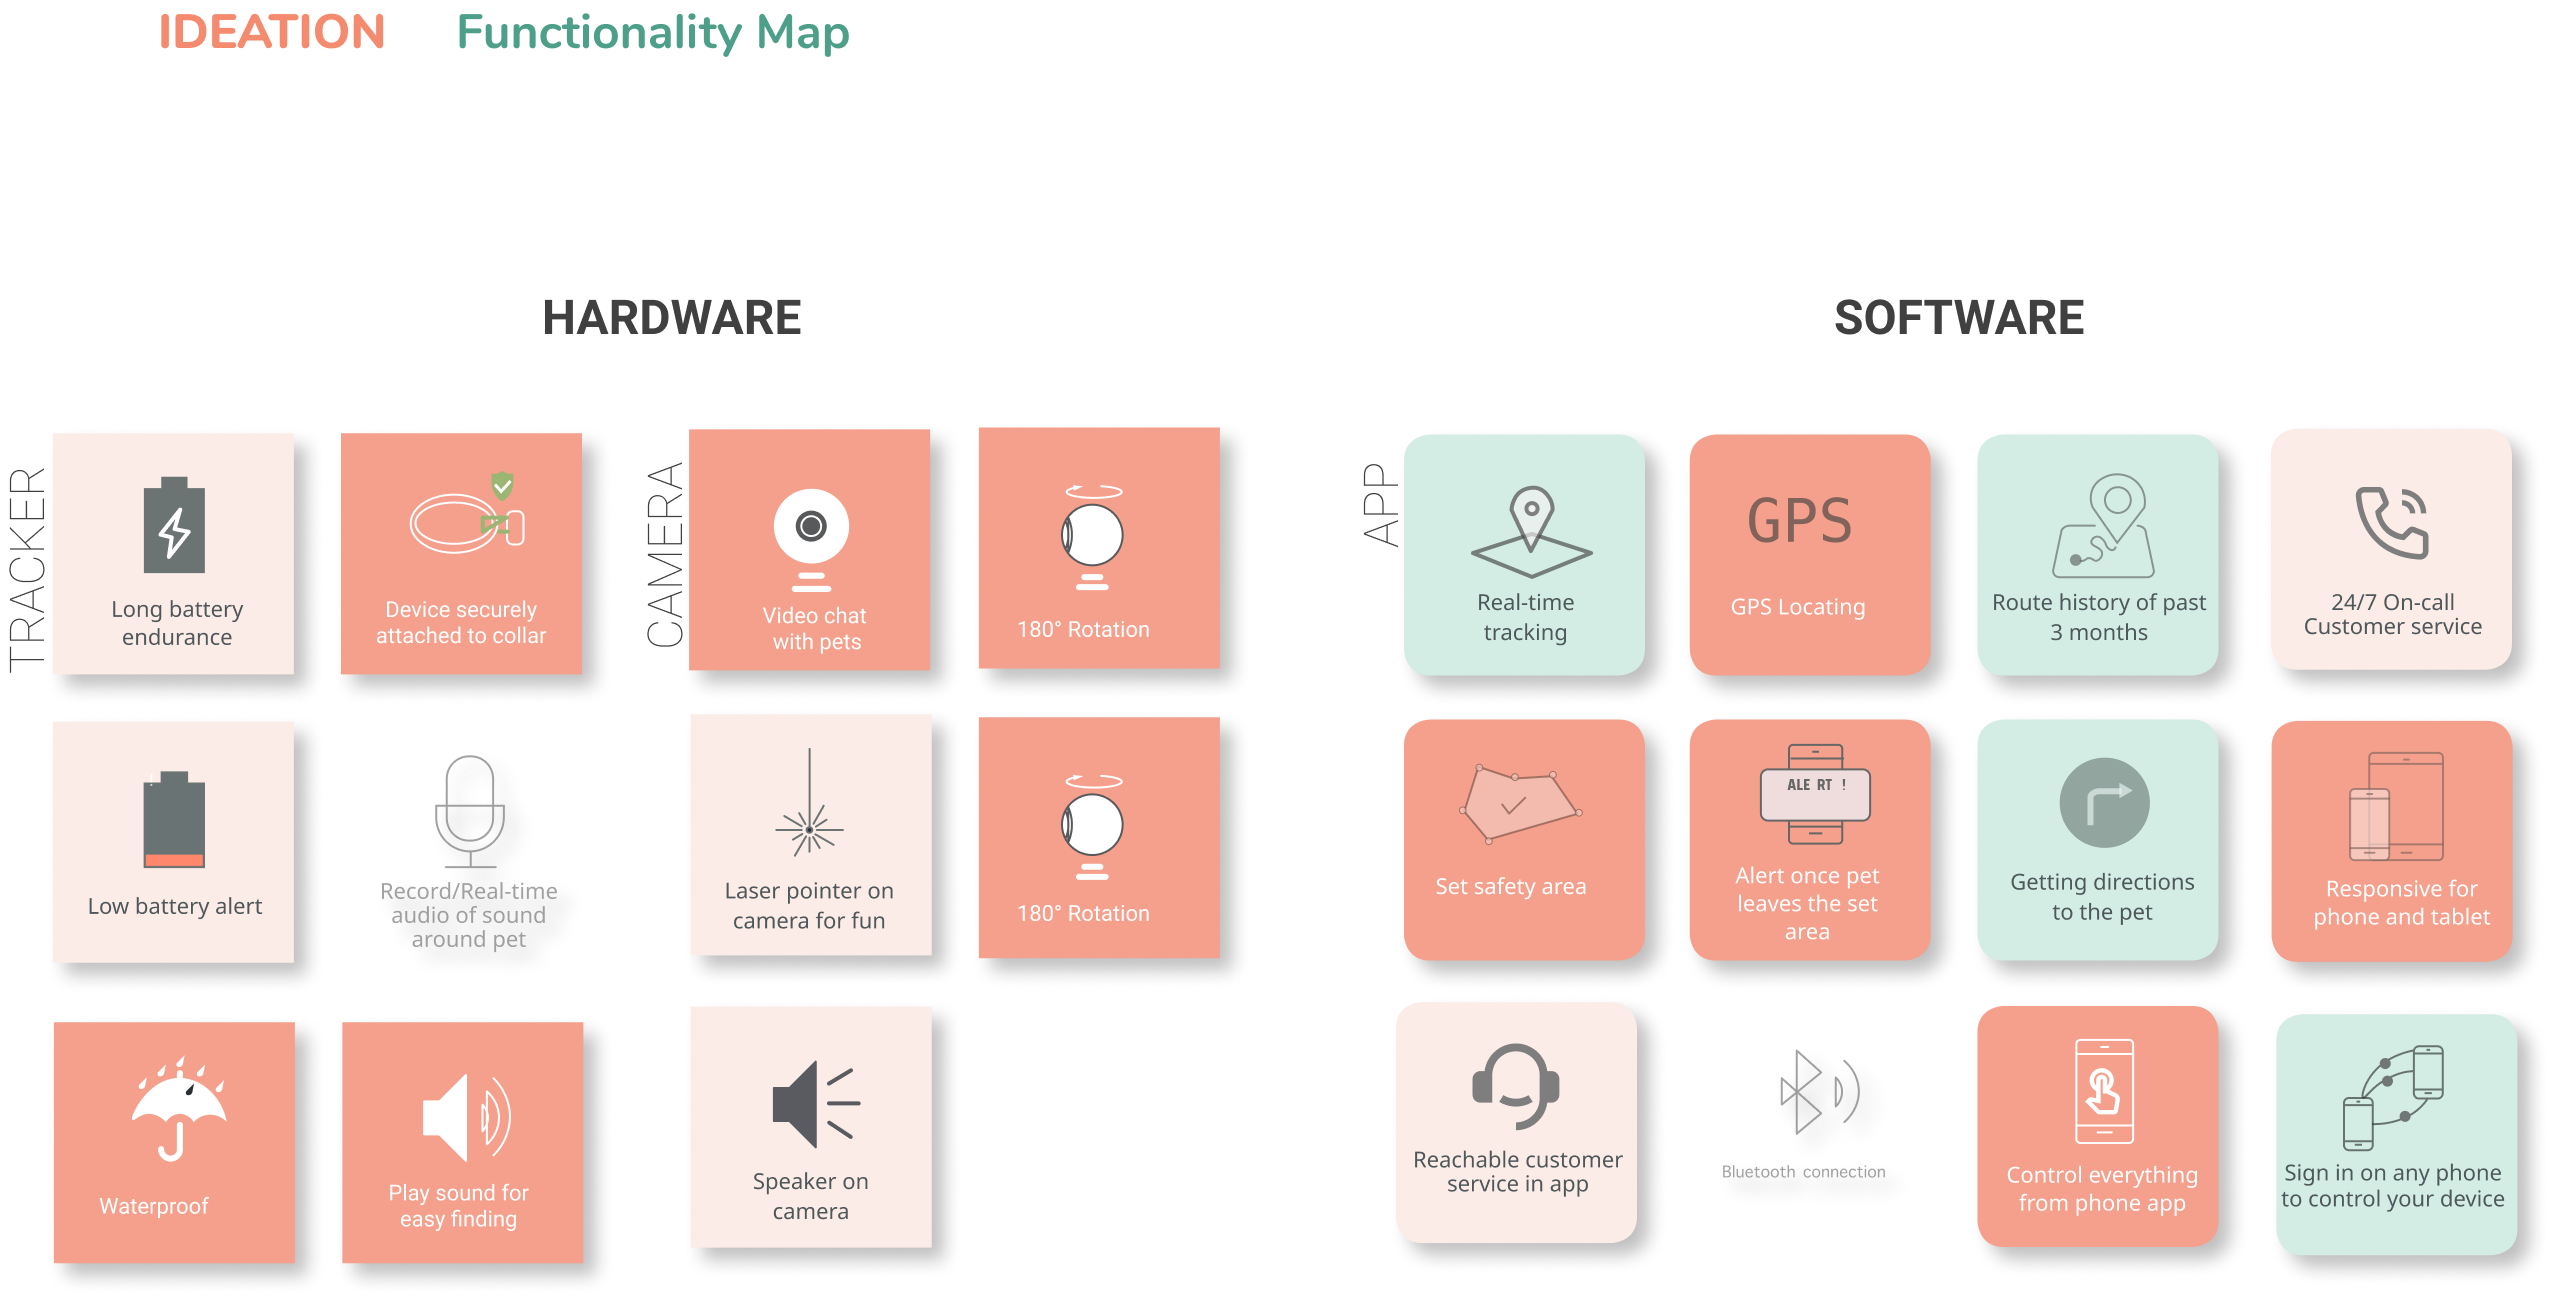 IDEATION Functionality Map
HARDWARE
TRACKER
Long battery
endurance
Device securely
attached to collar
Low battery alert
Record/Real-time
audio of sound
around pet
Waterproof
Play sound for
easy finding
CAMERA
Video chat
with pets
180° Rotation
Laser pointer on
camera for fun
180° Rotation
Speaker on
camera
SOFTWARE
APP
Real-time
tracking
GPS
GPS Locating
Route history of past
3 months
24/7 On-call
Customer service
Set safety area
ALE RT !
Alert once pet
leaves the set
area
Getting directions
to the pet
Responsive for
phone and tablet
Reachable customer
service in app
Bluetooth connection
Control everything
from phone app
Sign in on any phone
to control your device